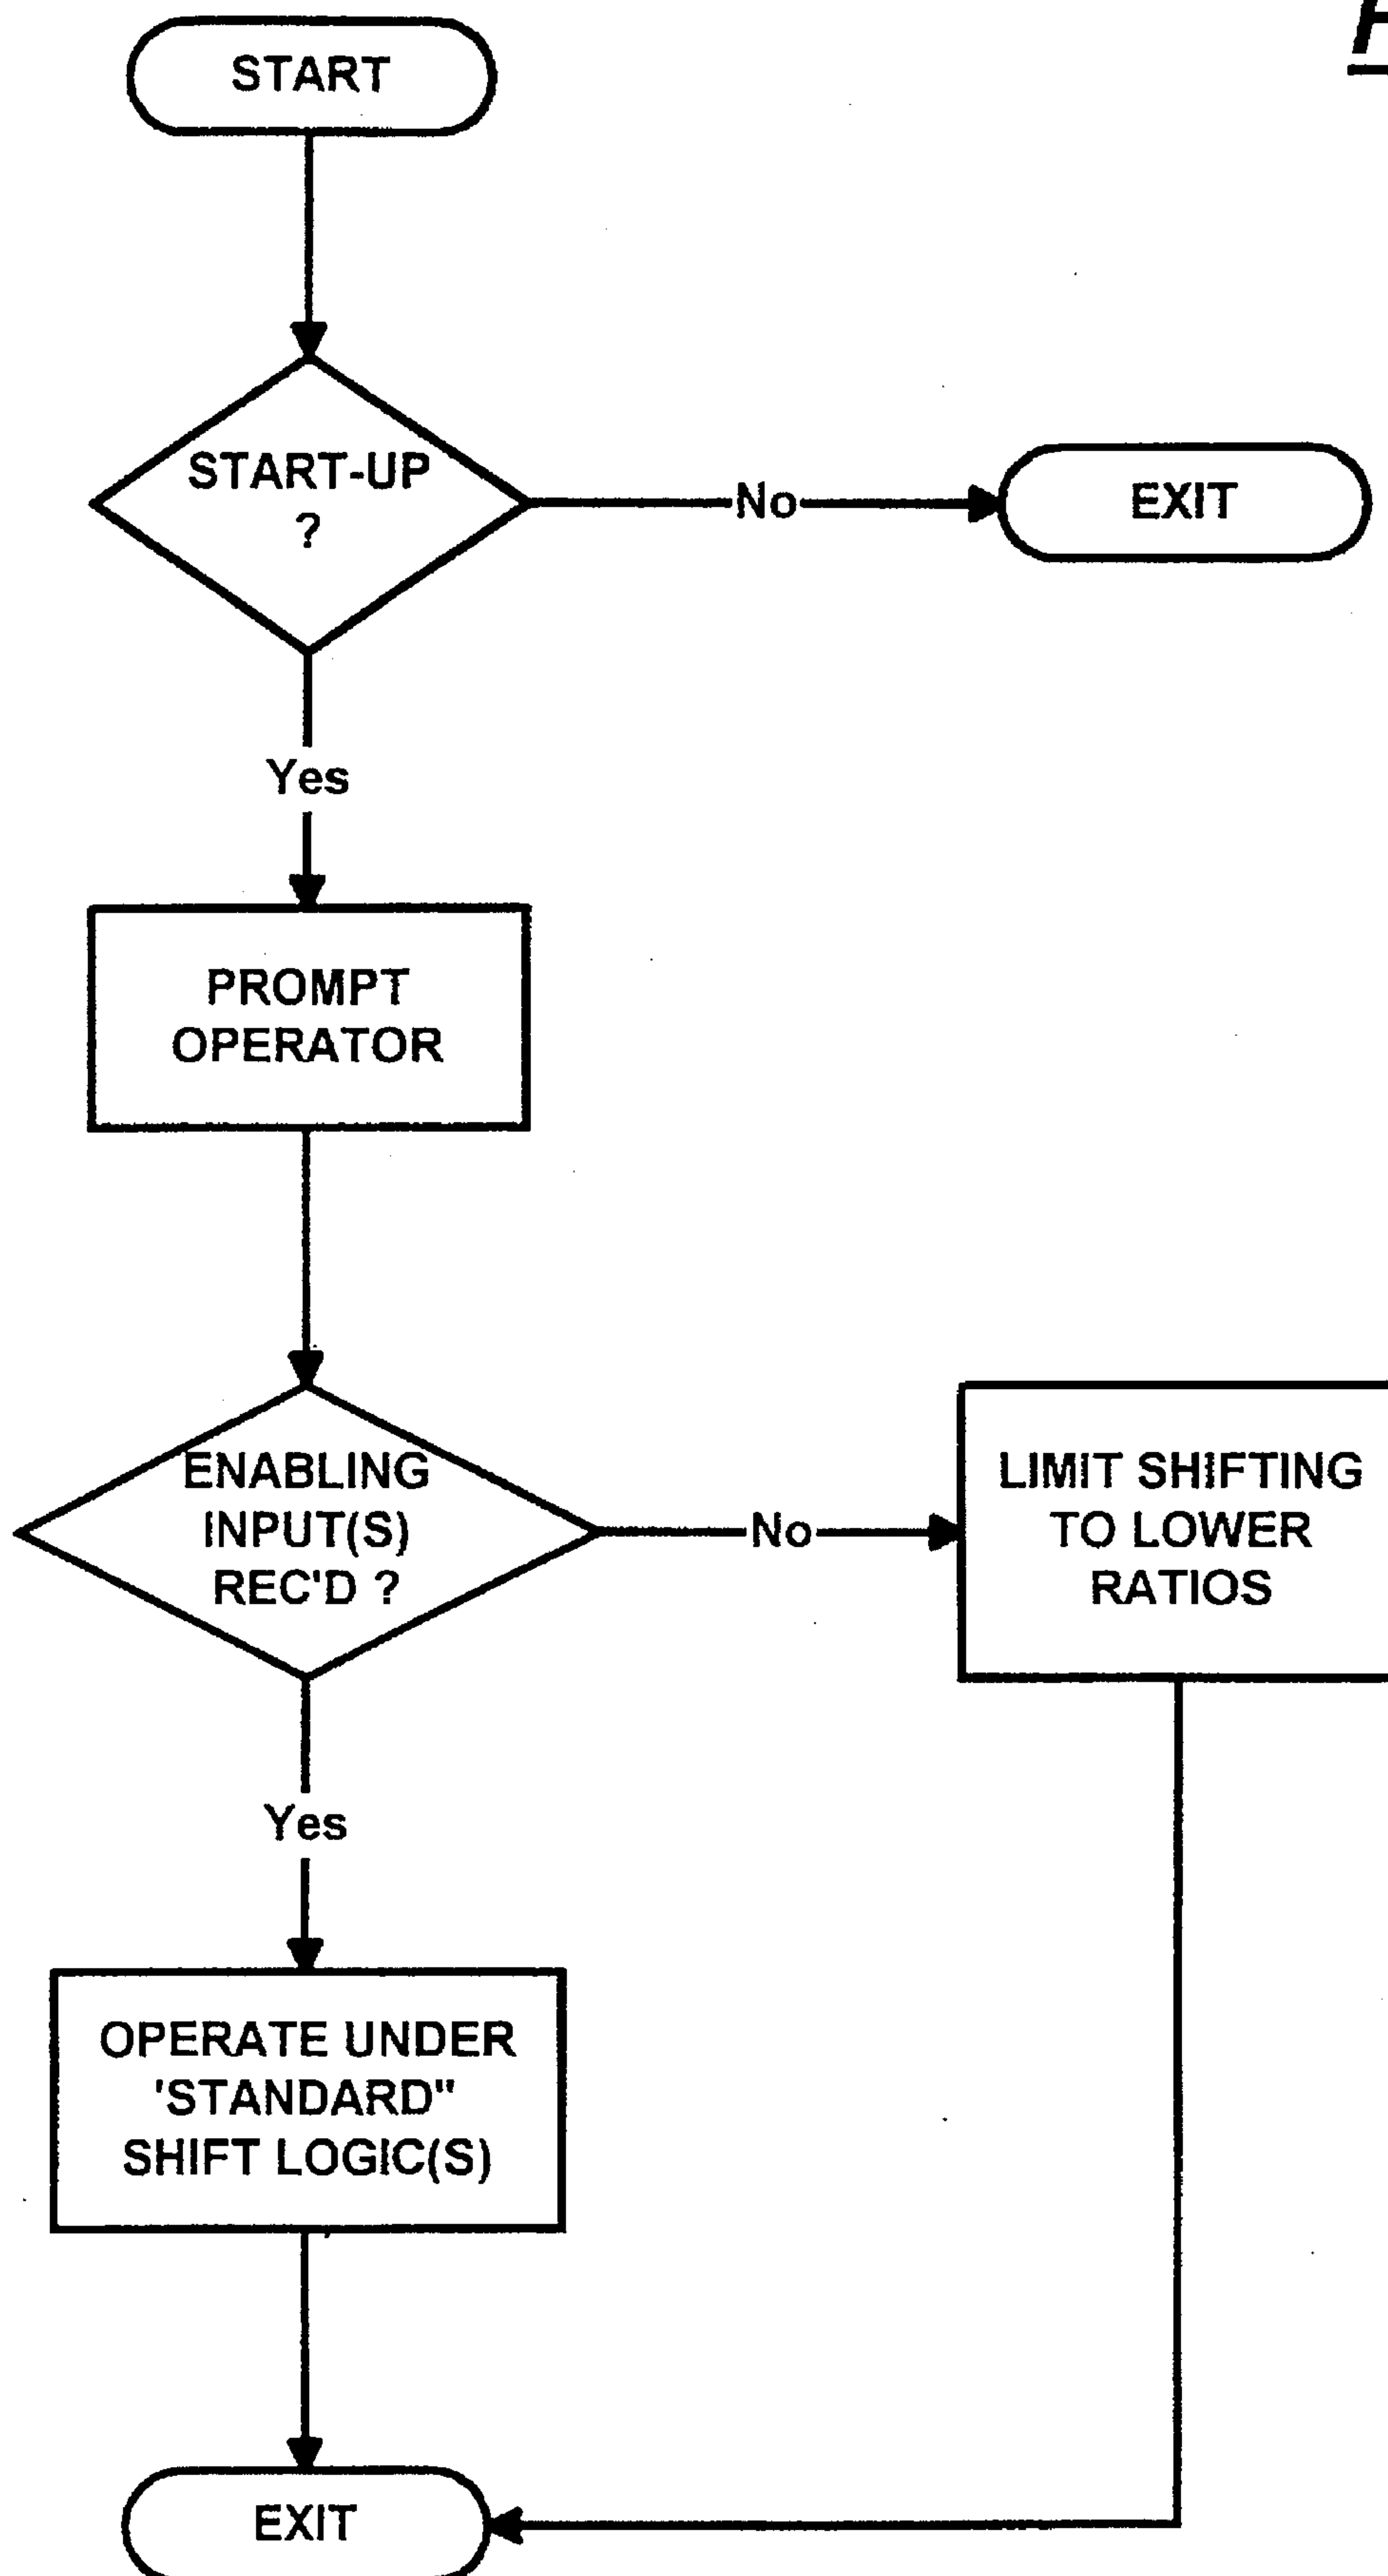 START
START-UP
?
No
EXIT
Yes
PROMPT
OPERATOR
ENABLING
INPUT(S)
REC'D ?
No
LIMIT SHIFTING
TO LOWER
RATIOS
Yes
OPERATE UNDER
'STANDARD"
SHIFT LOGIC(S)
EXIT